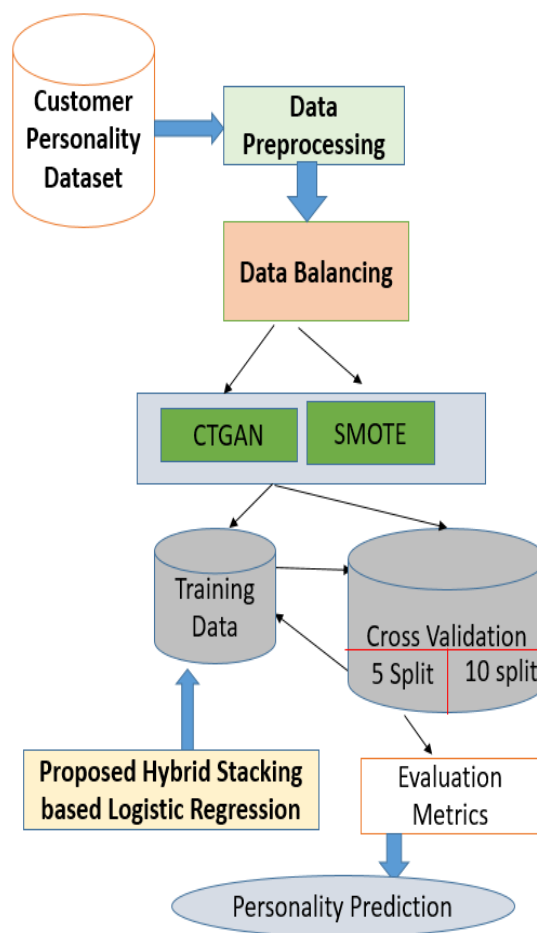 Customer
Personality
Dataset
Data
Preprocessing
Data Balancing
CTGAN
SMOTE
Training
Data
Cross Validation
5 Split
10 split
Proposed Hybrid Stacking
based Logistic Regression
Evaluation
Metrics
Personality Prediction